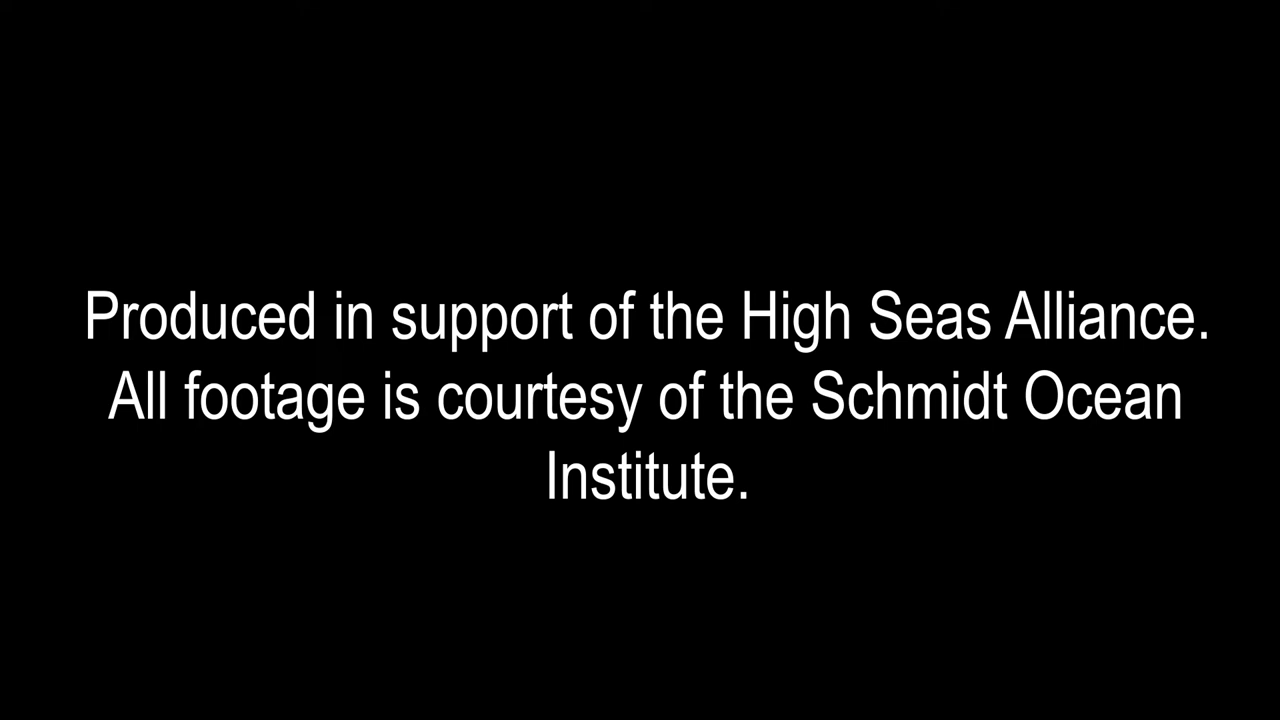 Produced in support of the High Seas Alliance.
All footage is courtesy of the Schmidt Ocean
Institute.